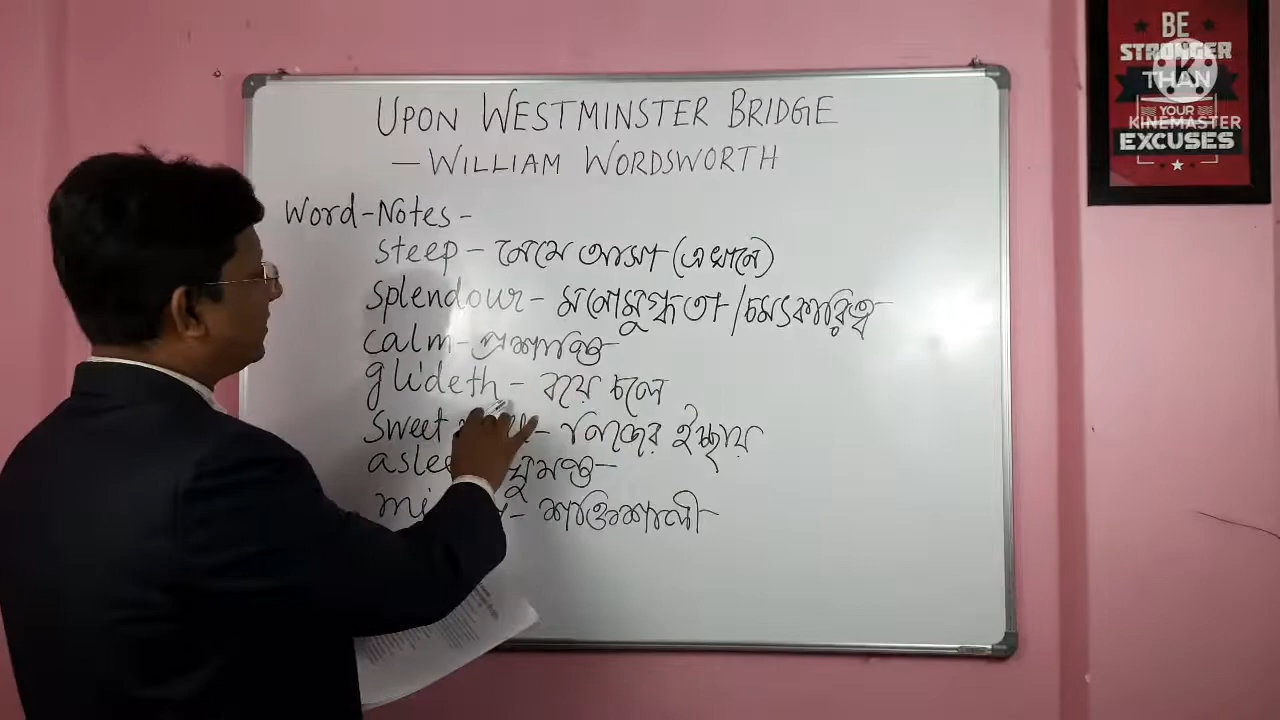 UPON WESTMINSTER BRIDGE
— WILLIAM WORDSWORTH
Word-Notes -
steep - নেমে আসা (এখানে)
splendour - মনোমুগ্ধতা / চমৎকারিত্ব
calm - প্রশান্তি
glideth - বয়ে চলে
sweet - নিজের ইচ্ছায়
ঘুমন্ত
- শক্তিশালী
BE
STRONGER
THAN
YOUR
EXCUSES
KINEMASTER